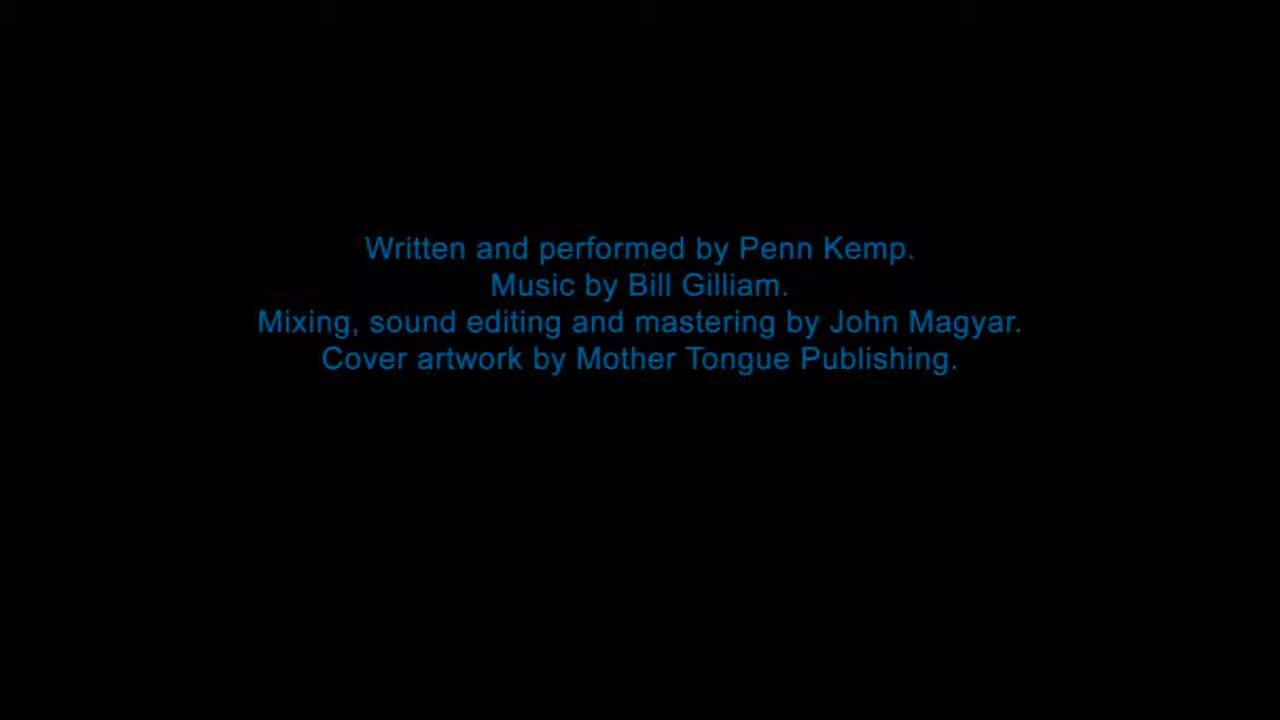 Written and performed by Penn Kemp.
Music by Bill Gilliam.
Mixing, sound editing and mastering by John Magyar.
Cover artwork by Mother Tongue Publishing.